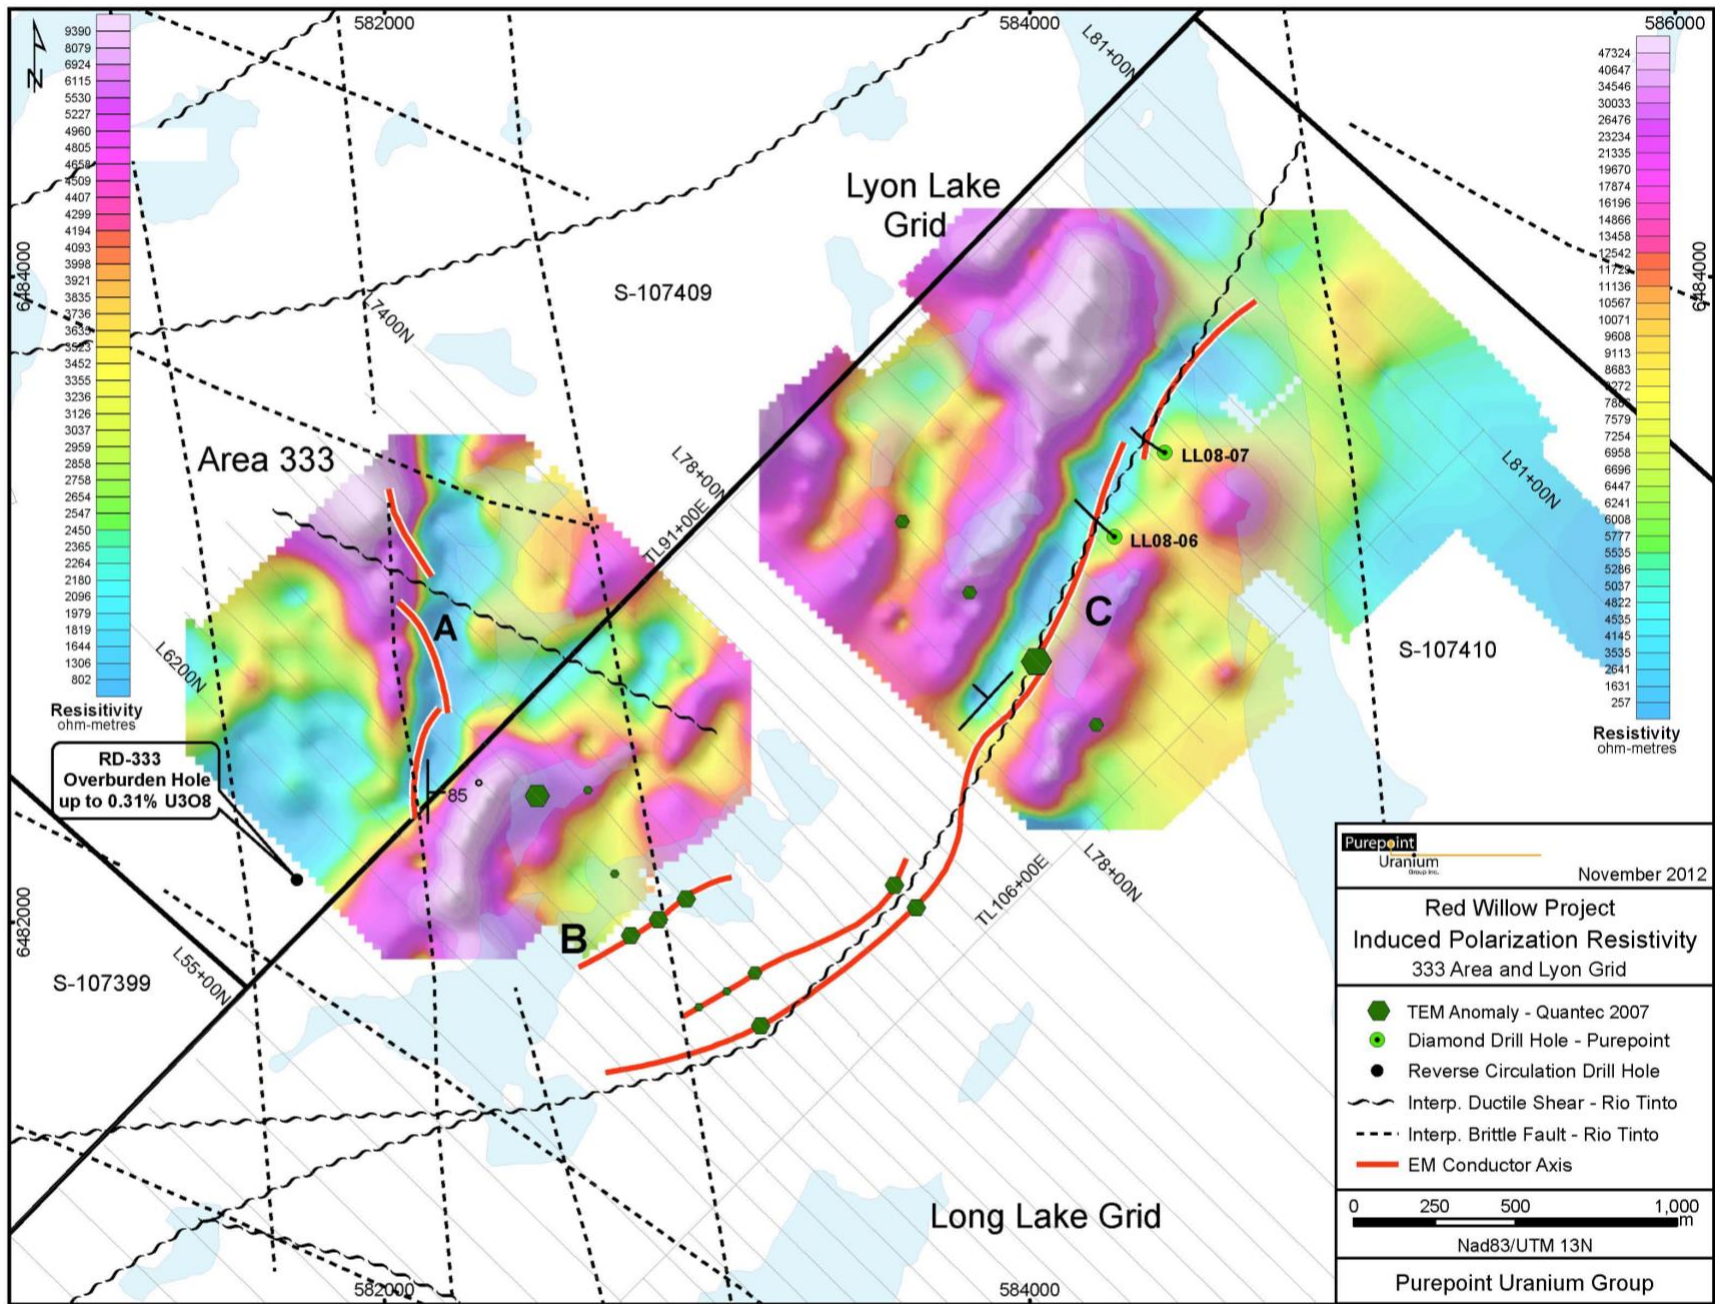 582000
584000
586000
N
9390
8079
6924
6115
5530
5227
4960
4805
4658
4509
4407
4299
4194
4093
3998
3921
3835
3736
3635
3523
3452
3355
3236
3126
3037
2959
2858
2758
2654
2547
2450
2365
2264
2180
2096
1979
1819
1644
1306
802
Resisitivity
ohm-metres
47324
40647
34546
30033
26476
23234
21335
19670
17874
16196
14866
13458
12542
11729
11136
10567
10071
9608
9113
8683
8272
7886
7579
7254
6958
6696
6447
6241
6008
5777
5535
5286
5037
4822
4535
4145
3535
2641
1631
257
Resistivity
ohm-metres
6484000
6484000
6482000
L81+00N
Lyon Lake
Grid
S-107409
L7400N
Area 333
L78+00N
TL91+00E
L81+00N
LL08-07
LL08-06
A
C
L6200N
S-107410
RD-333
Overburden Hole
up to 0.31% U3O8
85
B
L78+00N
TL106+00E
L55+00N
S-107399
Long Lake Grid
582000
584000
Purepoint
Uranium
Group Inc.
November 2012
Red Willow Project
Induced Polarization Resistivity
333 Area and Lyon Grid
TEM Anomaly - Quantec 2007
Diamond Drill Hole - Purepoint
Reverse Circulation Drill Hole
Interp. Ductile Shear - Rio Tinto
Interp. Brittle Fault - Rio Tinto
EM Conductor Axis
0 250 500 1,000
m
Nad83/UTM 13N
Purepoint Uranium Group